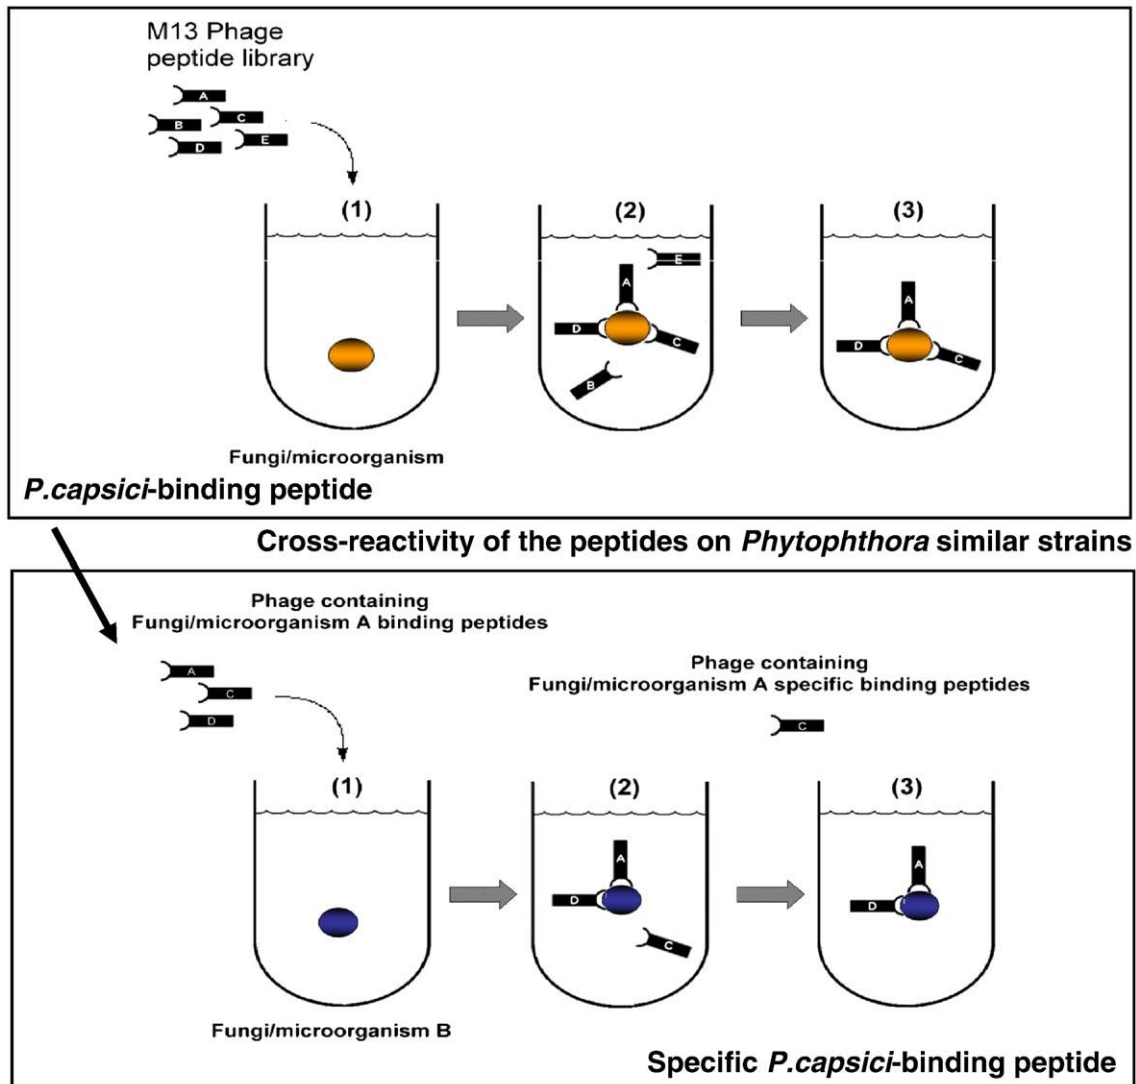 M13 Phage
peptide library
A
B
C
D
E
(1)
(2)
(3)
E
A
D
C
B
A
D
C
Fungi/microorganism
P.capsici-binding peptide
Cross-reactivity of the peptides on Phytophthora similar strains
Phage containing
Fungi/microorganism A binding peptides
A
C
D
Phage containing
Fungi/microorganism A specific binding peptides
C
(1)
(2)
(3)
A
D
C
A
D
Fungi/microorganism B
Specific P.capsici-binding peptide